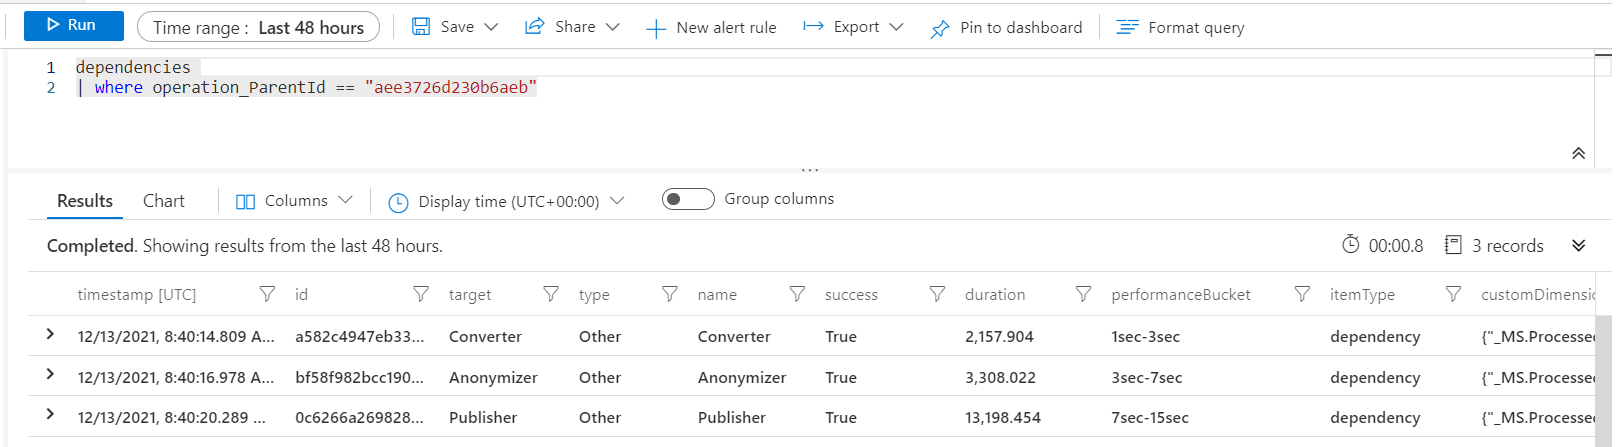 Run Time range : Last 48 hours Save Share New alert rule Export Pin to dashboard Format query
1 dependencies
2 | where operation_ParentId == "aee3726d230b6aeb"
...
Results Chart Columns Display time (UTC+00:00) Group columns
Completed. Showing results from the last 48 hours. 00:00.8 3 records
timestamp [UTC] id target type name success duration performanceBucket itemType customDimensic
12/13/2021, 8:40:14.809 A... a582c4947eb33... Converter Other Converter True 2,157.904 1sec-3sec dependency {"_MS.Processe
12/13/2021, 8:40:16.978 A... bf58f982bcc190... Anonymizer Other Anonymizer True 3,308.022 3sec-7sec dependency {"_MS.Processe
12/13/2021, 8:40:20.289 ... 0c6266a269828... Publisher Other Publisher True 13,198.454 7sec-15sec dependency {"_MS.Processe